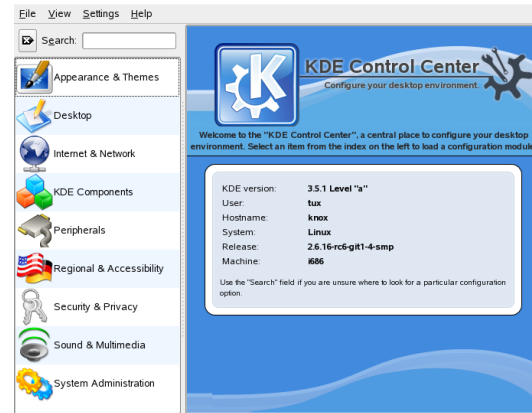 File View Settings Help
Search:
Appearance & Themes
Desktop
Internet & Network
KDE Components
Peripherals
Regional & Accessibility
Security & Privacy
Sound & Multimedia
System Administration
KDE Control Center
Configure your desktop environment.
Welcome to the "KDE Control Center", a central place to configure your desktop
environment. Select an item from the index on the left to load a configuration module
KDE version: 3.5.1 Level "a"
User: tux
Hostname: knox
System: Linux
Release: 2.6.16-rc6-git1-4-smp
Machine: i686
Use the "Search" field if you are unsure where to look for a particular configuration
option.